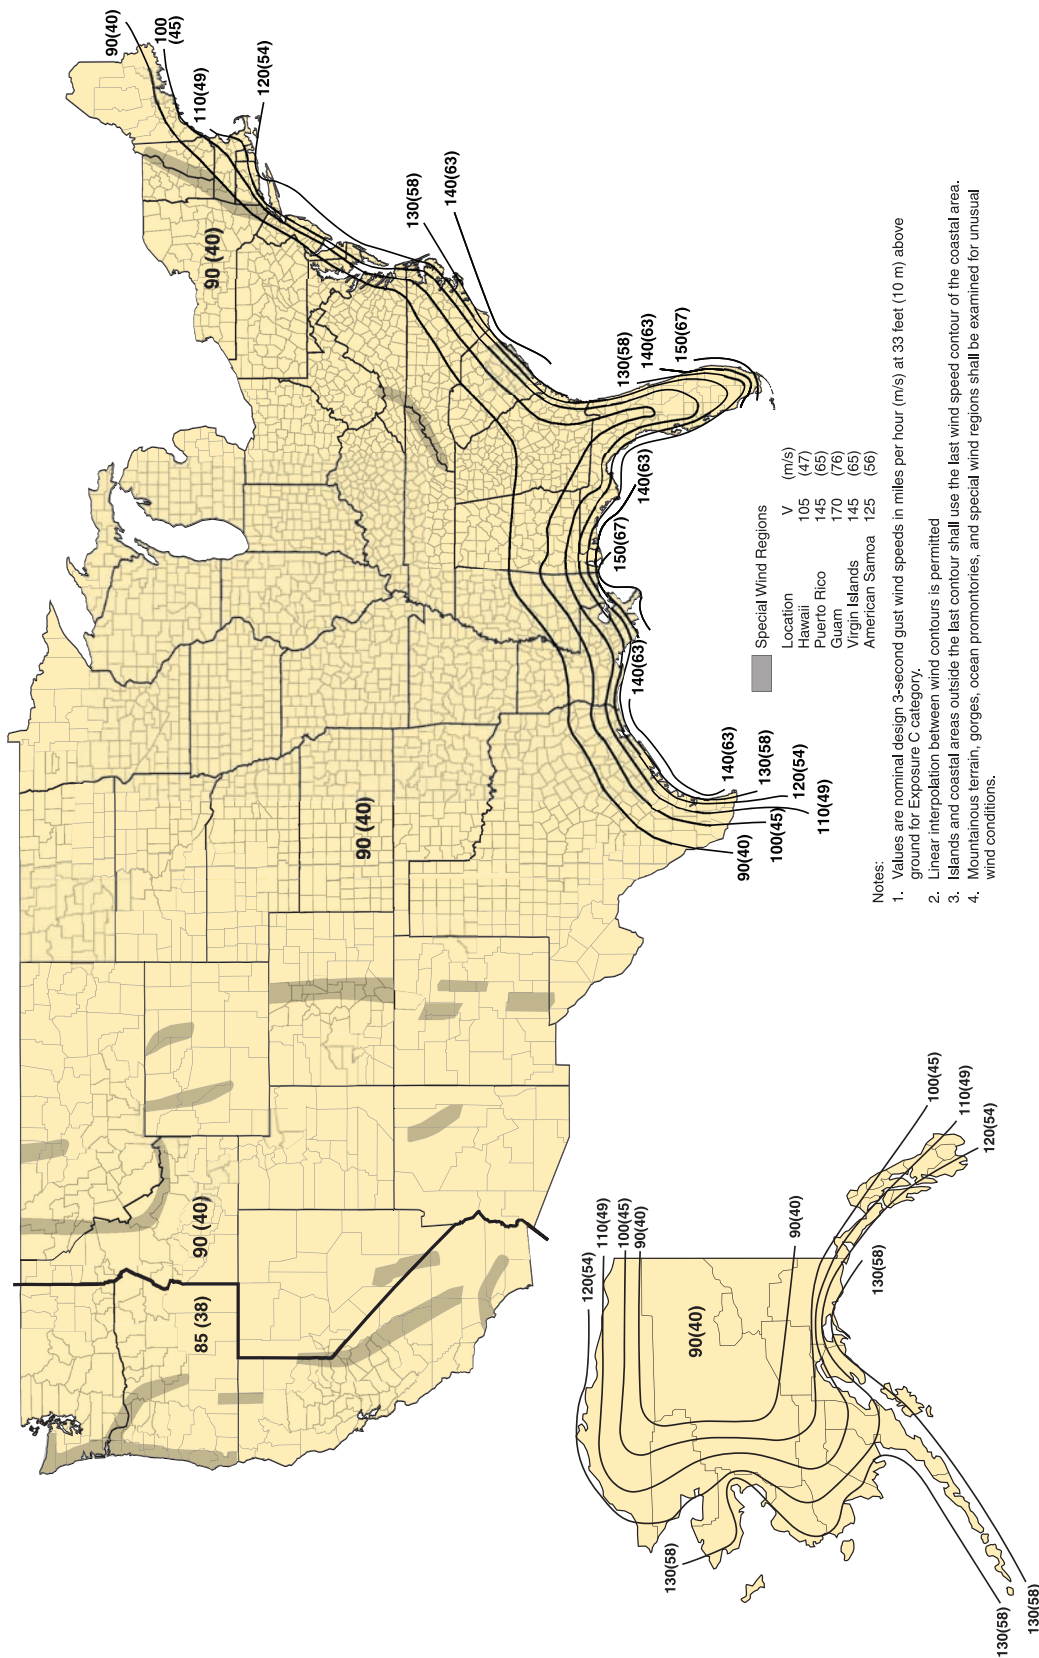 90(40)
100
(45)
110(49)
120(54)
90 (40)
130(58)
140(63)
130(58)
140(63)
150(67)
140(63)
150(67)
140(63)
90 (40)
140(63)
130(58)
120(54)
110(49)
100(45)
90(40)
90 (40)
85 (38)
Special Wind Regions
Location V (m/s)
Hawaii 105 (47)
Puerto Rico 145 (65)
Guam 170 (76)
Virgin Islands 145 (65)
American Samoa 125 (56)
Notes:
1. Values are nominal design 3-second gust wind speeds in miles per hour (m/s) at 33 feet (10 m) above
ground for Exposure C category.
2. Linear interpolation between wind contours is permitted
3. Islands and coastal areas outside the last contour shall use the last wind speed contour of the coastal area.
4. Mountainous terrain, gorges, ocean promontories, and special wind regions shall be examined for unusual
wind conditions.
120(54)
110(49)
100(45)
90(40)
90(40)
90(40)
130(58)
100(45)
110(49)
120(54)
130(58)
130(58)
130(58)